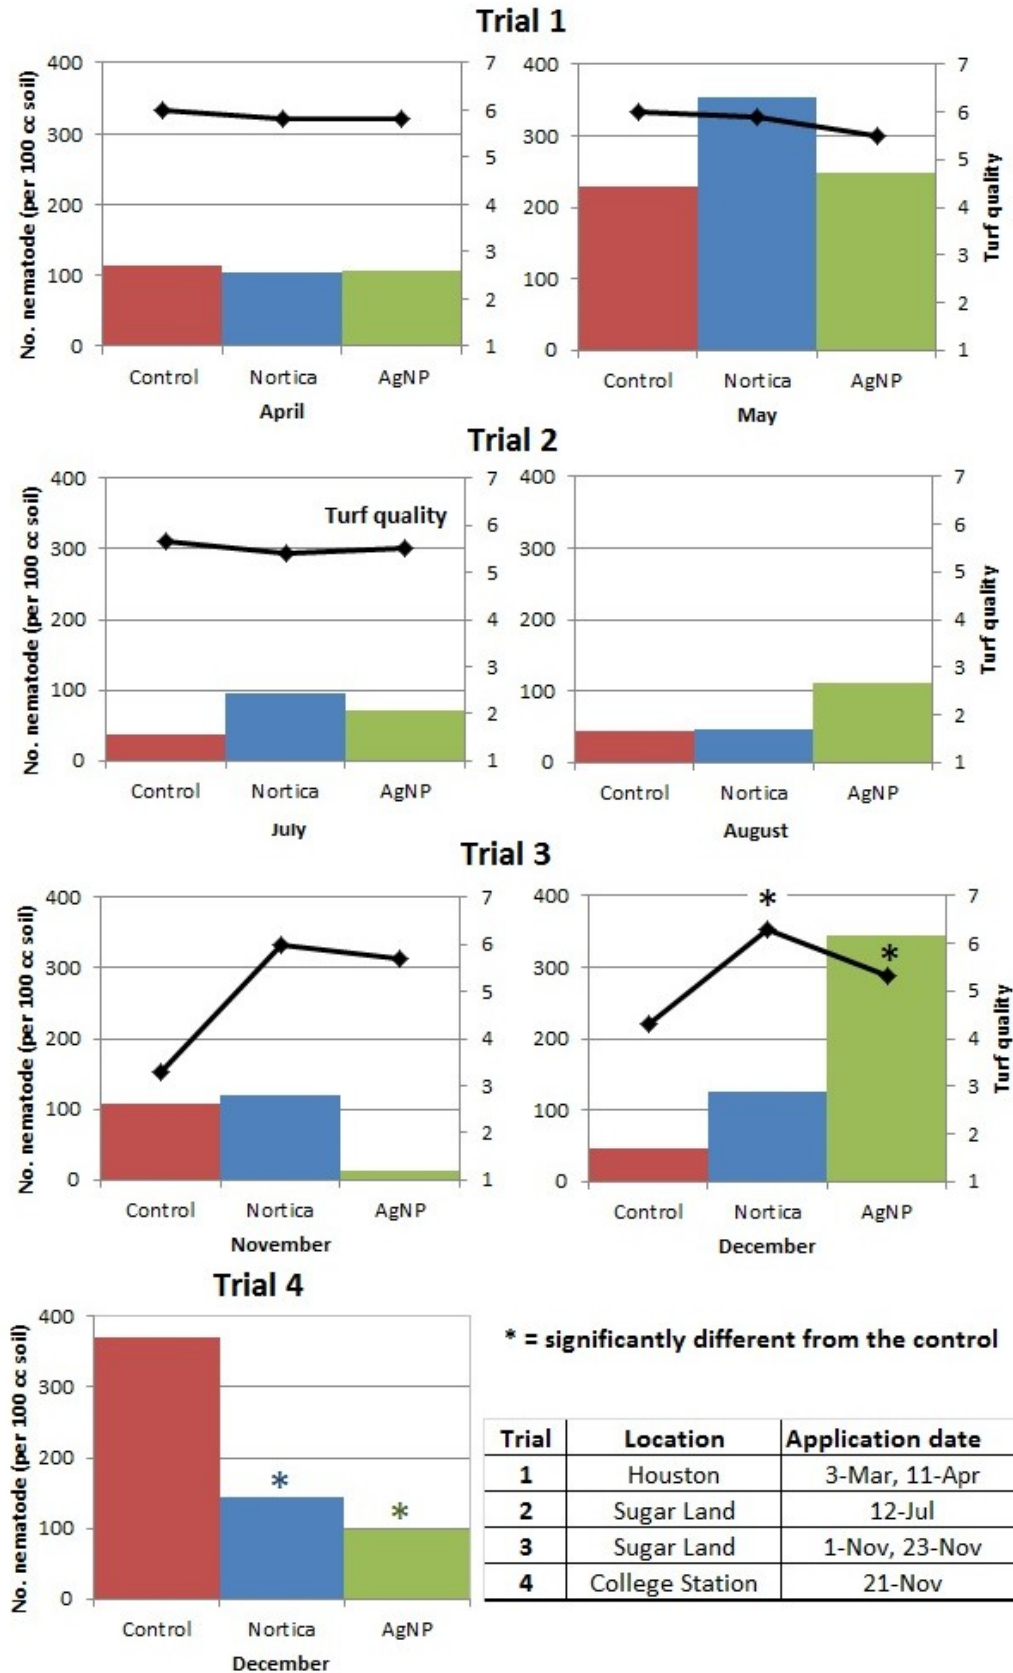 Trial 1
No. nematode (per 100 cc soil)
400
300
200
100
0
7
6
5
4
3
2
1
Control Nortica AgNP
April
400
300
200
100
0
7
6
5
4
3
2
1
Turf quality
Control Nortica AgNP
May
Trial 2
No. nematode (per 100 cc soil)
400
300
200
100
0
Turf quality
7
6
5
4
3
2
1
Control Nortica AgNP
July
400
300
200
100
0
7
6
5
4
3
2
1
Turf quality
Control Nortica AgNP
August
Trial 3
No. nematode (per 100 cc soil)
400
300
200
100
0
7
6
5
4
3
2
1
Control Nortica AgNP
November
400
300
200
100
0
*
*
7
6
5
4
3
2
1
Turf quality
Control Nortica AgNP
December
Trial 4
No. nematode (per 100 cc soil)
400
300
200
100
0
*
*
Control Nortica AgNP
December
* = significantly different from the control
Trial Location Application date
1 Houston 3-Mar, 11-Apr
2 Sugar Land 12-Jul
3 Sugar Land 1-Nov, 23-Nov
4 College Station 21-Nov